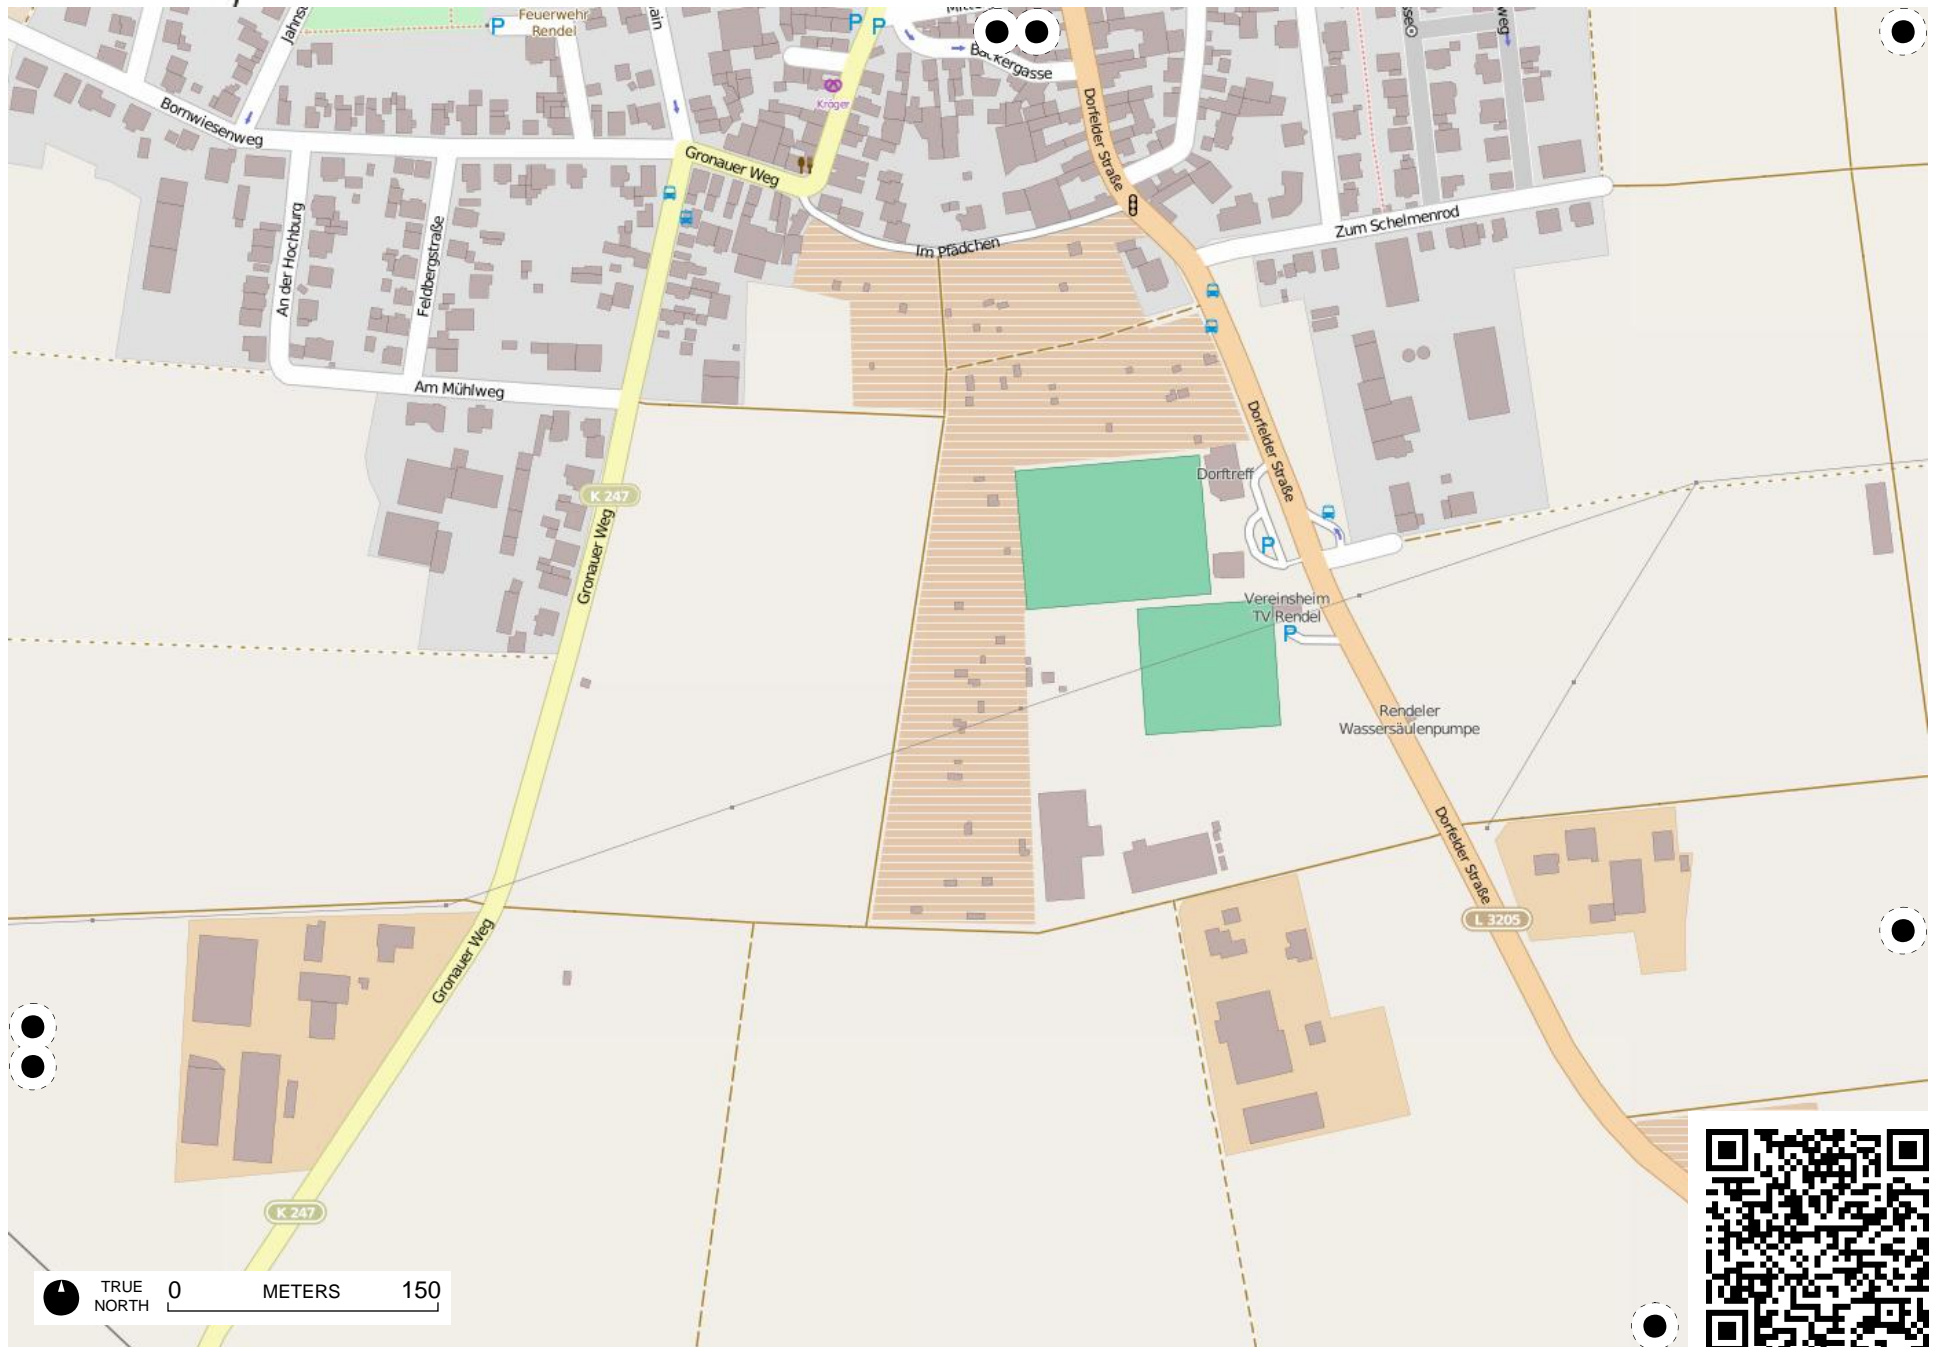 Feuerwehr
Rendel
P
P
P
Bäckergasse
Kröger
Bornwiesenweg
Gronauer Weg
Dorfelder Straße
Zum Schelmenrod
Im Pfädchen
An der Hochburg
Feldbergstraße
Am Mühlweg
K 247
Gronauer Weg
Dorfelder Straße
Dorftreff
P
Vereinsheim
TV Rendel
P
Rendeler
Wassersäulenpumpe
Dorfelder Straße
L 3205
Gronauer Weg
K 247
TRUE
NORTH
0 METERS 150